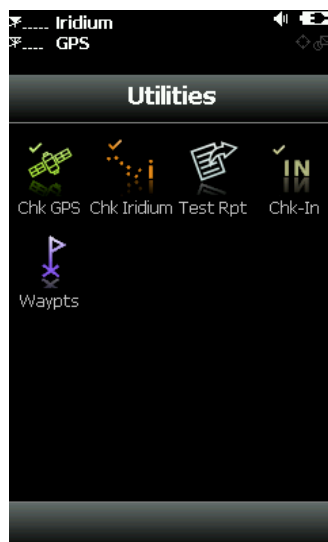 Iridium
GPS
Utilities
Chk GPS Chk Iridium Test Rpt Chk-In
IN
Waypts